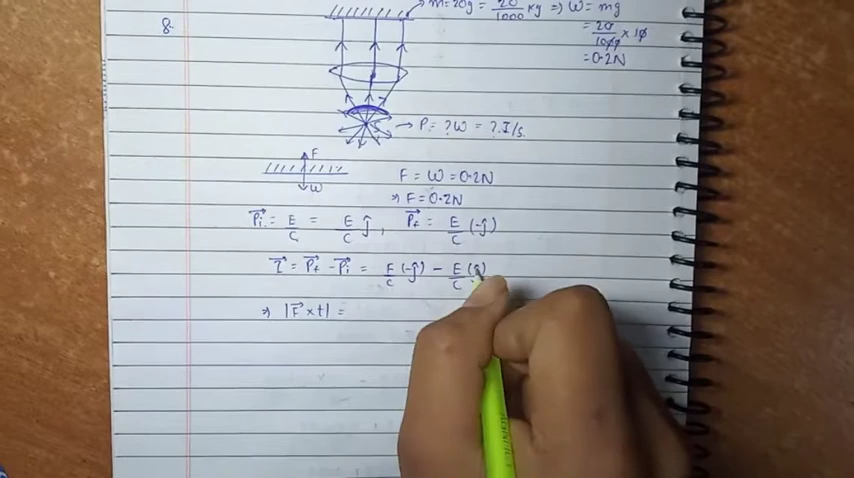 8.
m=20g = 20/1000 kg ⇒ W = mg
= 20/1000 × 10
= 0.2N
→ P = ?W = ?J/s.
F
W
F = W = 0.2N
⇒ F = 0.2N
P⃗i = E/C = E/C ĵ, P⃗f = E/C (-ĵ)
I⃗ = P⃗f - P⃗i = E/C (-ĵ) - E/C (ĵ)
⇒ |F⃗ × t| =